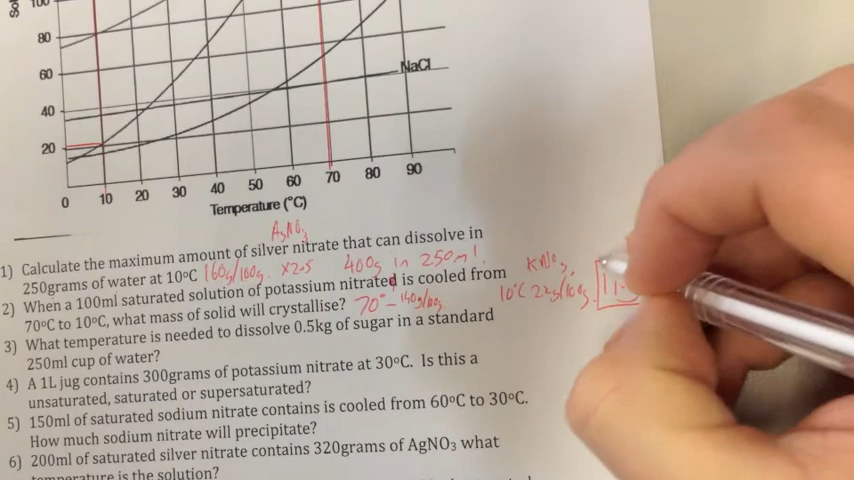 So
100
80
60
NaCl
40
20
0 10 20 30 40 50 60 70 80 90
Temperature (°C)
AgNO3
1) Calculate the maximum amount of silver nitrate that can dissolve in
250grams of water at 10°C 160g/100g. x2.5 400g in 250ml.
KNO3
2) When a 100ml saturated solution of potassium nitrated is cooled from
70°C to 10°C, what mass of solid will crystallise? 70° - 140g/100g
10°C 22g/100g
3) What temperature is needed to dissolve 0.5kg of sugar in a standard
250ml cup of water?
4) A 1L jug contains 300grams of potassium nitrate at 30°C. Is this a
unsaturated, saturated or supersaturated?
5) 150ml of saturated sodium nitrate contains is cooled from 60°C to 30°C.
How much sodium nitrate will precipitate?
6) 200ml of saturated silver nitrate contains 320grams of AgNO3 what
temperature is the solution?